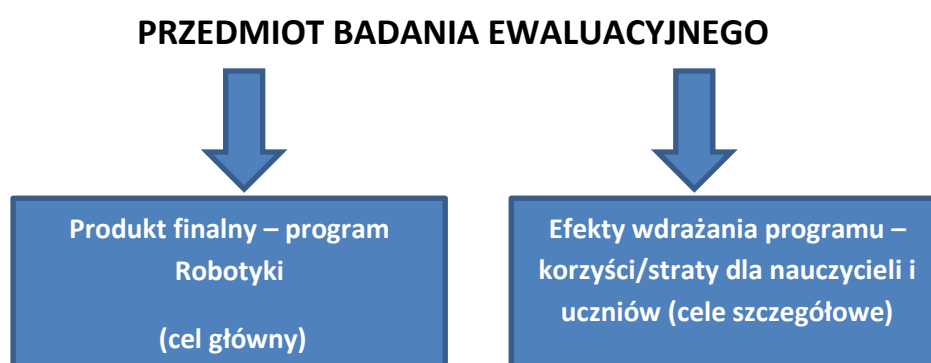 PRZEDMIOT BADANIA EWALUACYJNEGO
Produkt finalny – program
Robotyki
(cel główny)
Efekty wdrażania programu –
korzyści/straty dla nauczycieli i
uczniów (cele szczegółowe)